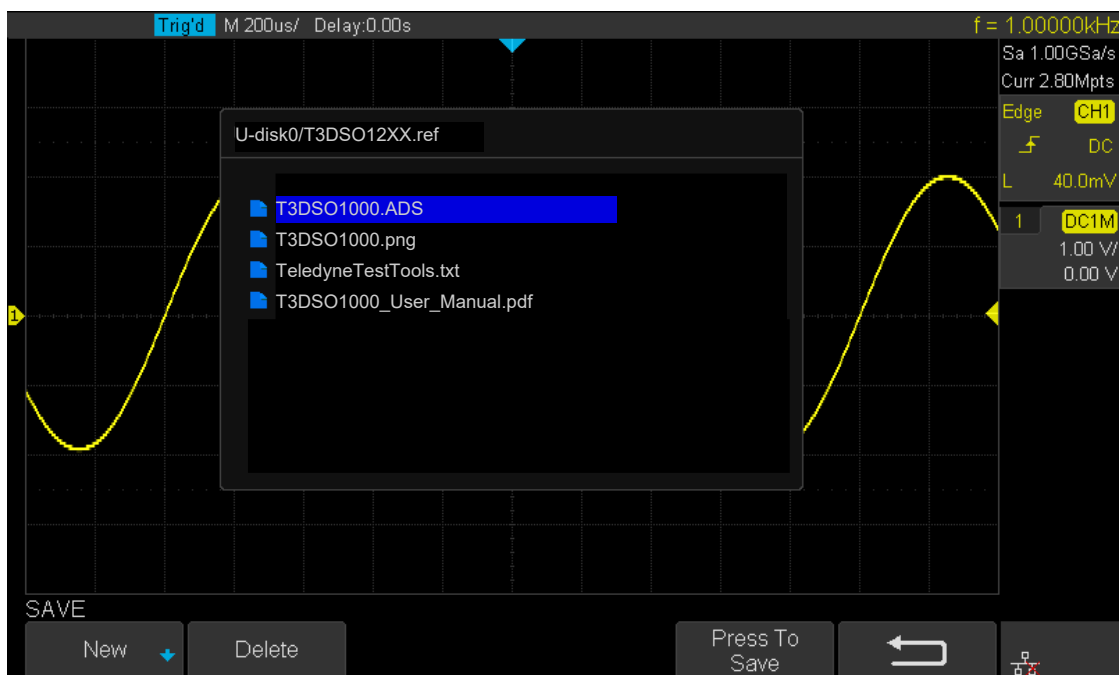 Trig'd M 200us/ Delay:0.00s f = 1.00000kHz
Sa 1.00GSa/s
Curr 2.80Mpts
Edge CH1
DC
L 40.0mV
U-disk0/T3DSO12XX.ref
T3DSO1000.ADS
T3DSO1000.png
TeledyneTestTools.txt
T3DSO1000_User_Manual.pdf
1 DC1M
1.00 V/
0.00 V
1
SAVE
New Delete Press To
Save